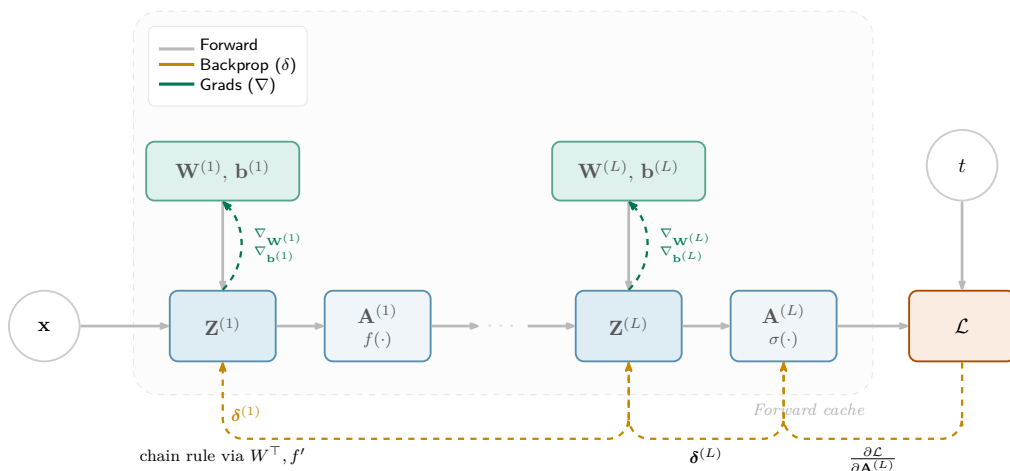 Forward
Backprop (δ)
Grads (∇)
W⁽¹⁾, b⁽¹⁾
W⁽ᴸ⁾, b⁽ᴸ⁾
t
∇W⁽¹⁾
∇b⁽¹⁾
∇W⁽ᴸ⁾
∇b⁽ᴸ⁾
x
Z⁽¹⁾
A⁽¹⁾
f(·)
· · ·
Z⁽ᴸ⁾
A⁽ᴸ⁾
σ(·)
ℒ
δ⁽¹⁾
Forward cache
chain rule via W⊤, f′
δ⁽ᴸ⁾
∂ℒ
∂A⁽ᴸ⁾